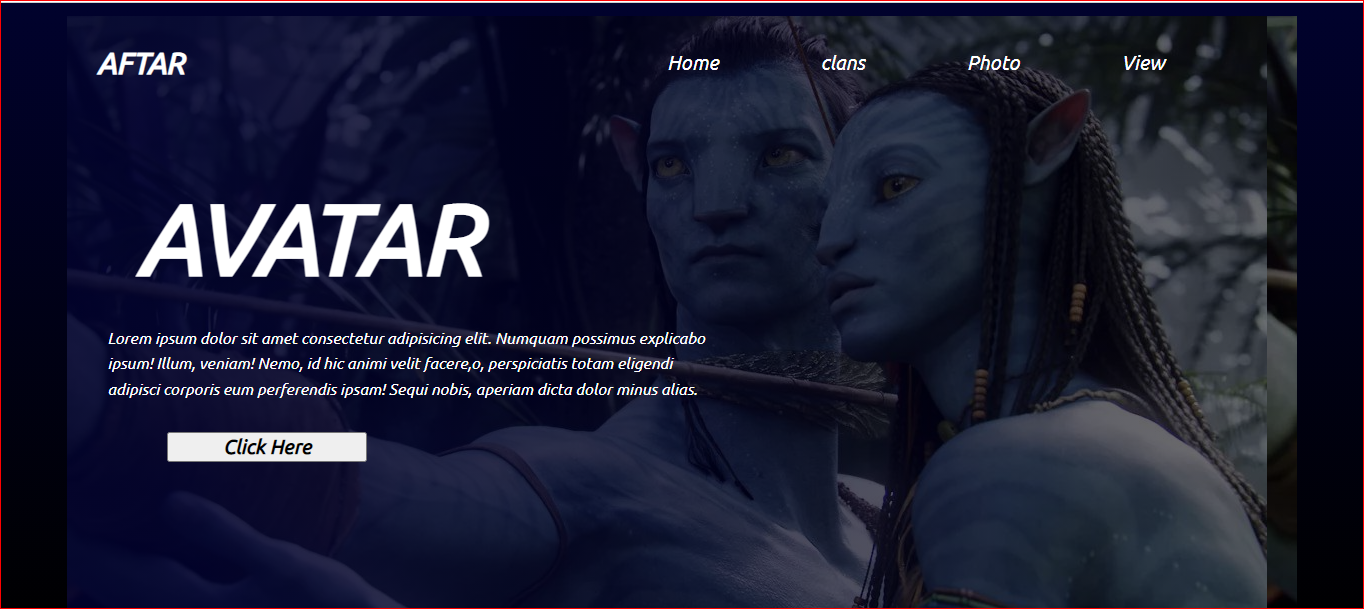 AFTAR
Home clans Photo View
AVATAR
Lorem ipsum dolor sit amet consectetur adipisicing elit. Numquam possimus explicabo
ipsum! Illum, veniam! Nemo, id hic animi velit facere,o, perspiciatis totam eligendi
adipisci corporis eum perferendis ipsam! Sequi nobis, aperiam dicta dolor minus alias.
Click Here